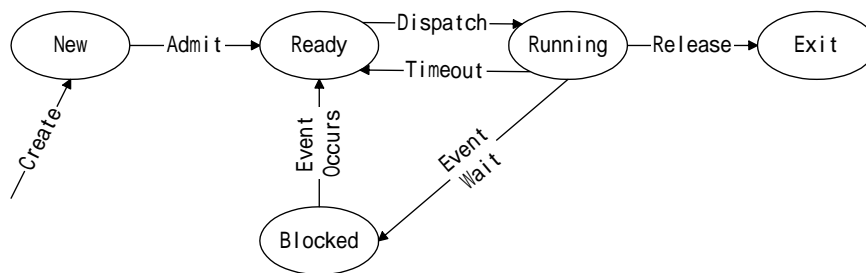 Dispatch
New
Admit
Ready
Running
Release
Exit
Timeout
Create
Event
Occurs
Event
Wait
Blocked